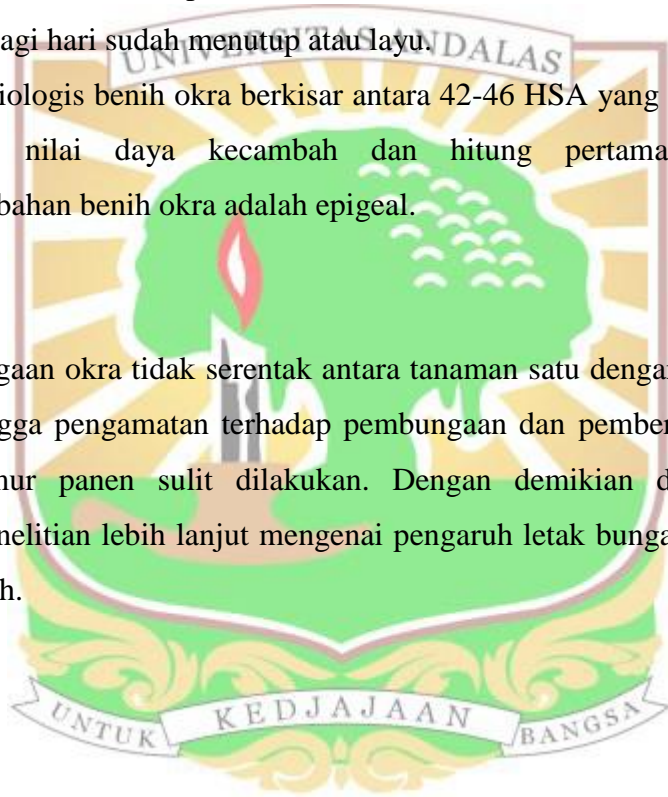 agi hari sudah menutup atau layu.
UNIVERSITAS ANDALAS
iologis benih okra berkisar antara 42-46 HSA yang
nilai daya kecambah dan hitung pertama
bahan benih okra adalah epigeal.
gaan okra tidak serentak antara tanaman satu dengan
gga pengamatan terhadap pembungaan dan pember
ur panen sulit dilakukan. Dengan demikian d
nelitian lebih lanjut mengenai pengaruh letak bunga
h.
UNTUK KEDJAJAAN BANGSA